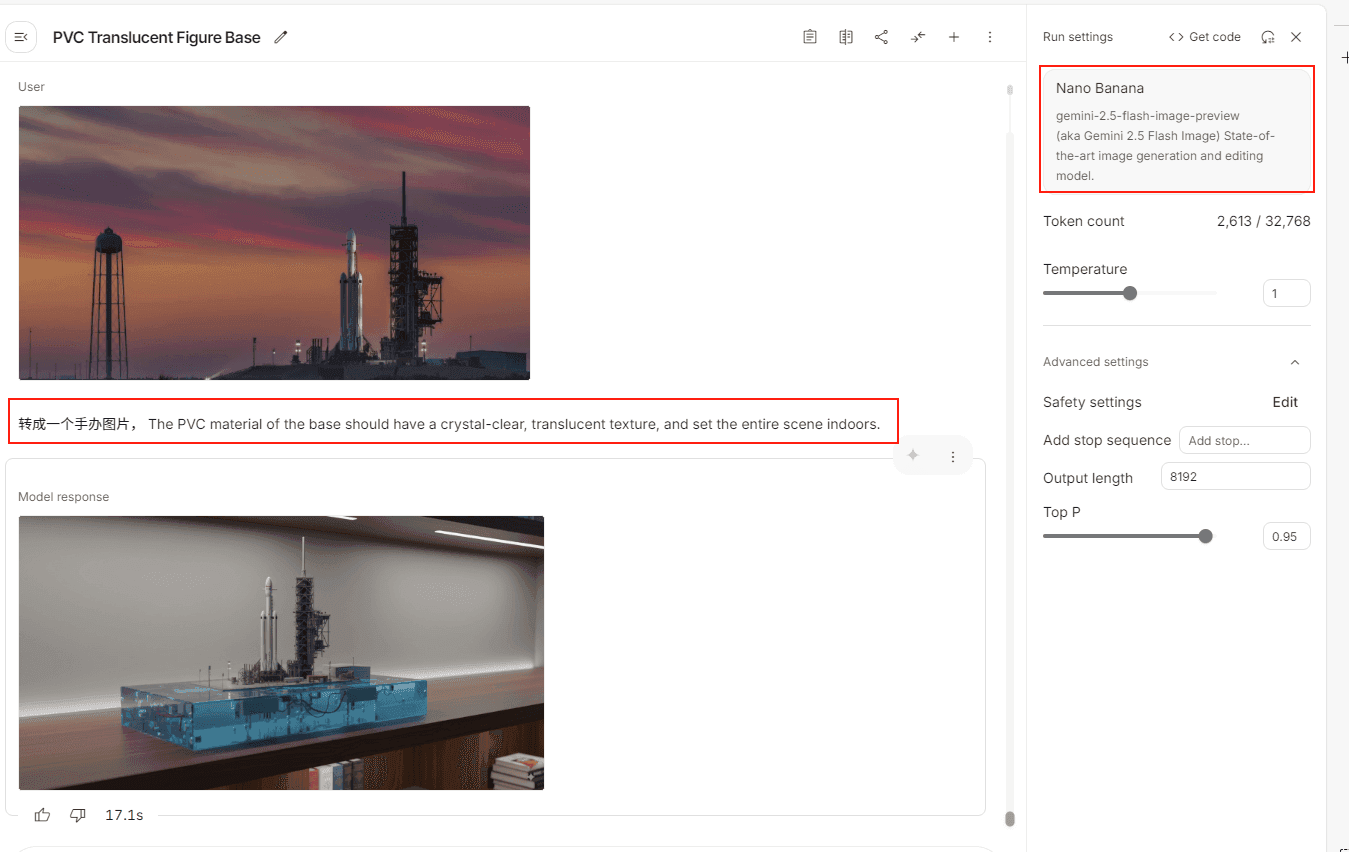 PVC Translucent Figure Base
User
转成一个手办图片， The PVC material of the base should have a crystal-clear, translucent texture, and set the entire scene indoors.
Model response
17.1s
Run settings
<> Get code
Nano Banana
gemini-2.5-flash-image-preview
(aka Gemini 2.5 Flash Image) State-of-
the-art image generation and editing
model.
Token count 2,613 / 32,768
Temperature
1
Advanced settings
Safety settings Edit
Add stop sequence Add stop...
Output length 8192
Top P
0.95